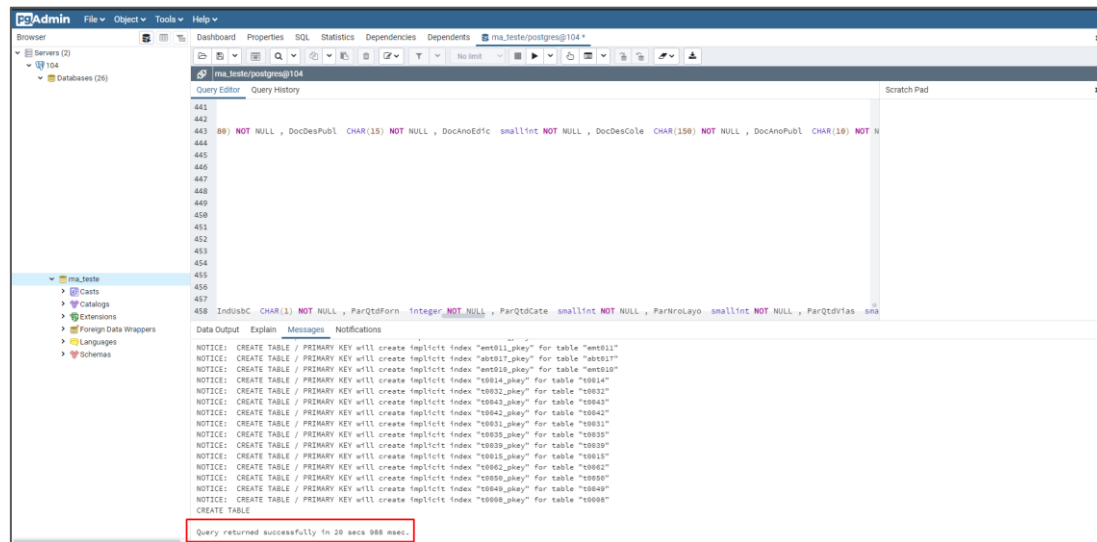 pgAdmin File Object Tools Help
Browser
Dashboard Properties SQL Statistics Dependencies Dependents ma_teste/postgres@104 *
Servers (2)
104
Databases (26)
No limit
ma_teste/postgres@104
Query Editor Query History
Scratch Pad
441
442
443 80) NOT NULL , DocDesPubl CHAR(15) NOT NULL , DocAnoEdic smallint NOT NULL , DocDesCole CHAR(150) NOT NULL , DocAnoPubl CHAR(10) NOT N
444
445
446
447
448
449
450
451
452
453
454
455
456
457
458 IndUsbC CHAR(1) NOT NULL , ParQtdForn integer NOT NULL , ParQtdCate smallint NOT NULL , ParNroLayo smallint NOT NULL , ParQtdVias sma
ma_teste
Casts
Catalogs
Extensions
Foreign Data Wrappers
Languages
Schemas
Data Output Explain Messages Notifications
NOTICE: CREATE TABLE / PRIMARY KEY will create implicit index "emt011_pkey" for table "emt011"
NOTICE: CREATE TABLE / PRIMARY KEY will create implicit index "abt017_pkey" for table "abt017"
NOTICE: CREATE TABLE / PRIMARY KEY will create implicit index "emt010_pkey" for table "emt010"
NOTICE: CREATE TABLE / PRIMARY KEY will create implicit index "t0014_pkey" for table "t0014"
NOTICE: CREATE TABLE / PRIMARY KEY will create implicit index "t0032_pkey" for table "t0032"
NOTICE: CREATE TABLE / PRIMARY KEY will create implicit index "t0043_pkey" for table "t0043"
NOTICE: CREATE TABLE / PRIMARY KEY will create implicit index "t0042_pkey" for table "t0042"
NOTICE: CREATE TABLE / PRIMARY KEY will create implicit index "t0031_pkey" for table "t0031"
NOTICE: CREATE TABLE / PRIMARY KEY will create implicit index "t0035_pkey" for table "t0035"
NOTICE: CREATE TABLE / PRIMARY KEY will create implicit index "t0039_pkey" for table "t0039"
NOTICE: CREATE TABLE / PRIMARY KEY will create implicit index "t0015_pkey" for table "t0015"
NOTICE: CREATE TABLE / PRIMARY KEY will create implicit index "t0062_pkey" for table "t0062"
NOTICE: CREATE TABLE / PRIMARY KEY will create implicit index "t0050_pkey" for table "t0050"
NOTICE: CREATE TABLE / PRIMARY KEY will create implicit index "t0049_pkey" for table "t0049"
NOTICE: CREATE TABLE / PRIMARY KEY will create implicit index "t0008_pkey" for table "t0008"
CREATE TABLE
Query returned successfully in 20 secs 988 msec.